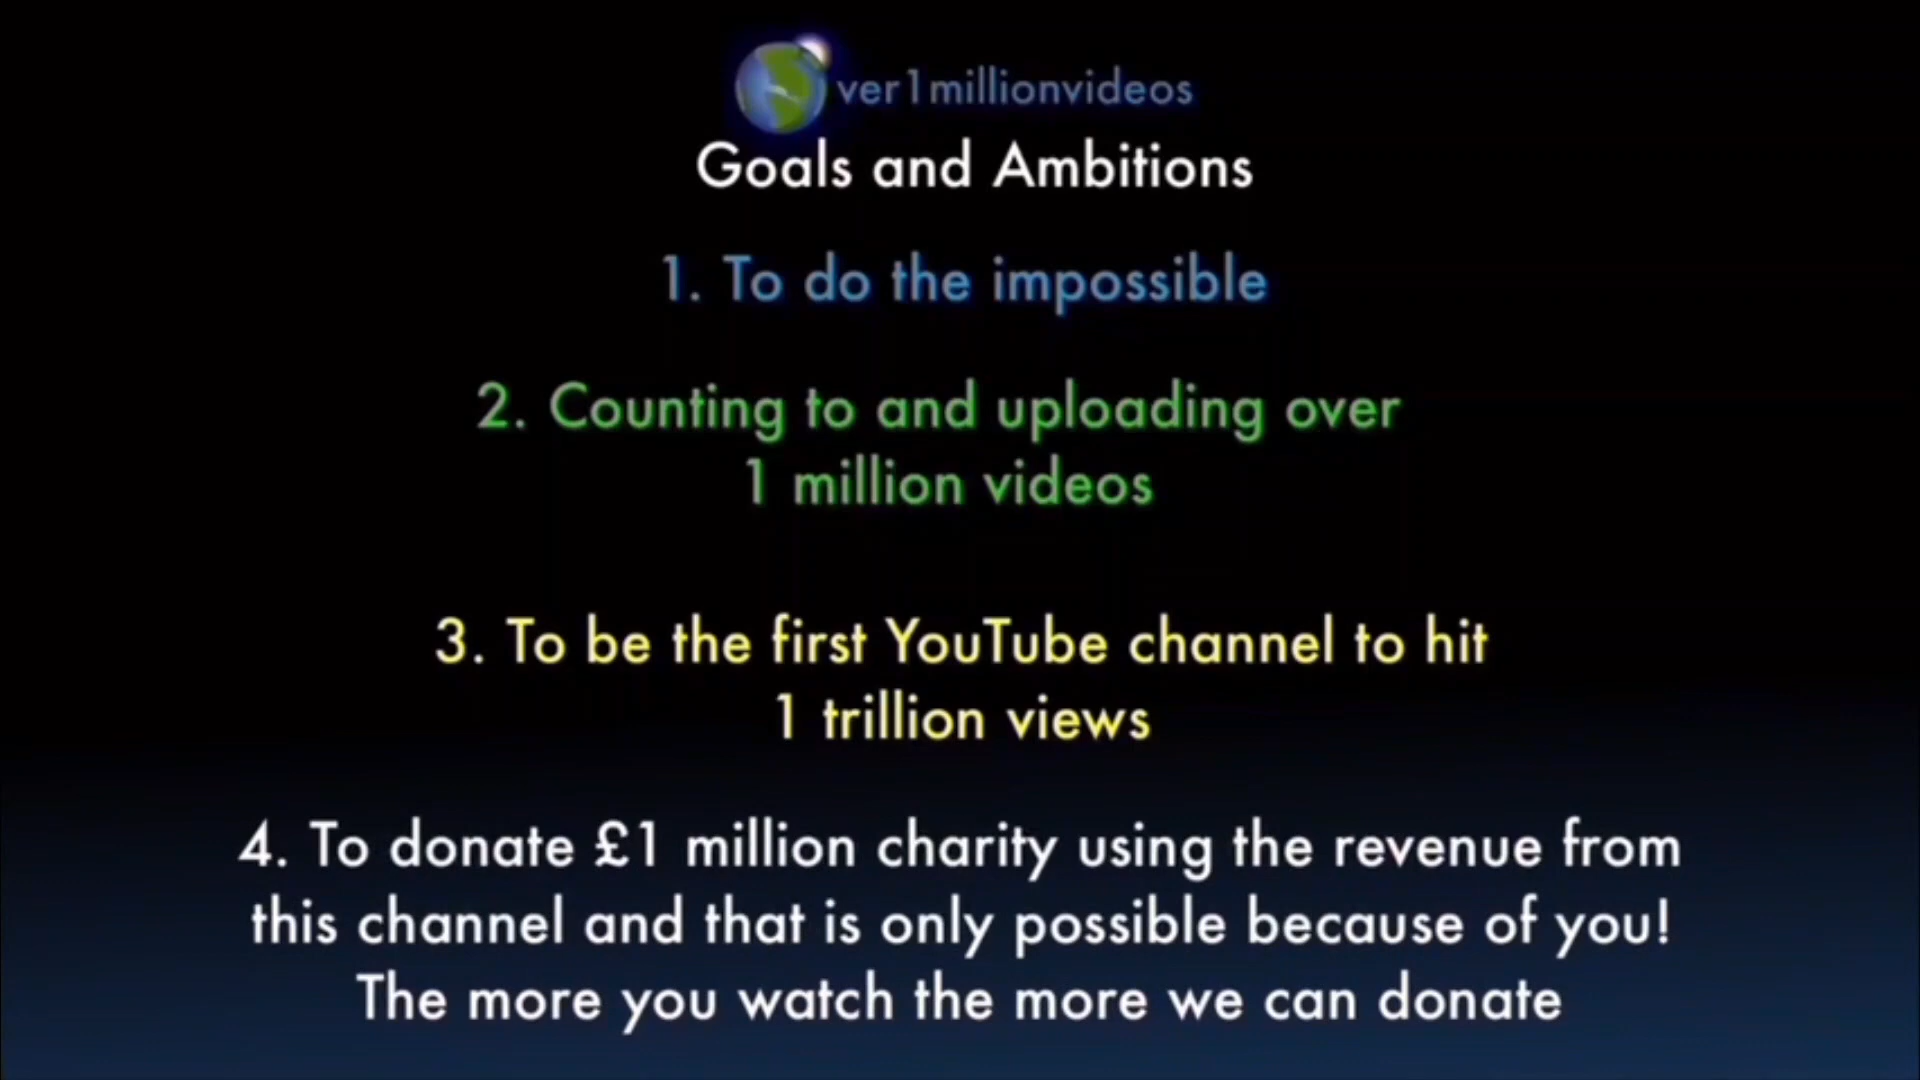 ver1millionvideos
Goals and Ambitions
1. To do the impossible
2. Counting to and uploading over
1 million videos
3. To be the first YouTube channel to hit
1 trillion views
4. To donate £1 million charity using the revenue from
this channel and that is only possible because of you!
The more you watch the more we can donate